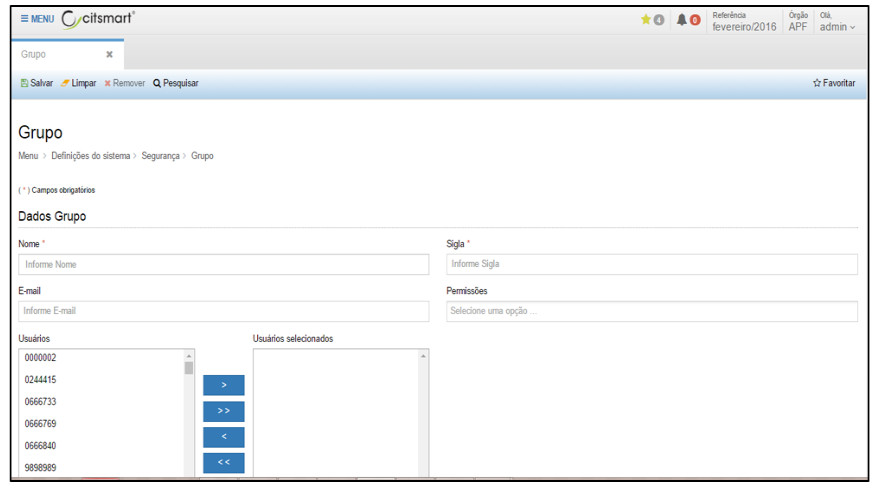 ≡ MENU citsmart®
0 0 Referência fevereiro/2016 Órgão APF Olá, admin
Grupo ×
Salvar Limpar × Remover Pesquisar Favoritar
Grupo
Menu > Definições do sistema > Segurança > Grupo
( * ) Campos obrigatórios
Dados Grupo
Nome * Sigla *
Informe Nome Informe Sigla
E-mail Permissões
Informe E-mail Selecione uma opção ...
Usuários Usuários selecionados
0000002
0244415
>
0666733
>>
0666769
<
0666840
<<
9898989